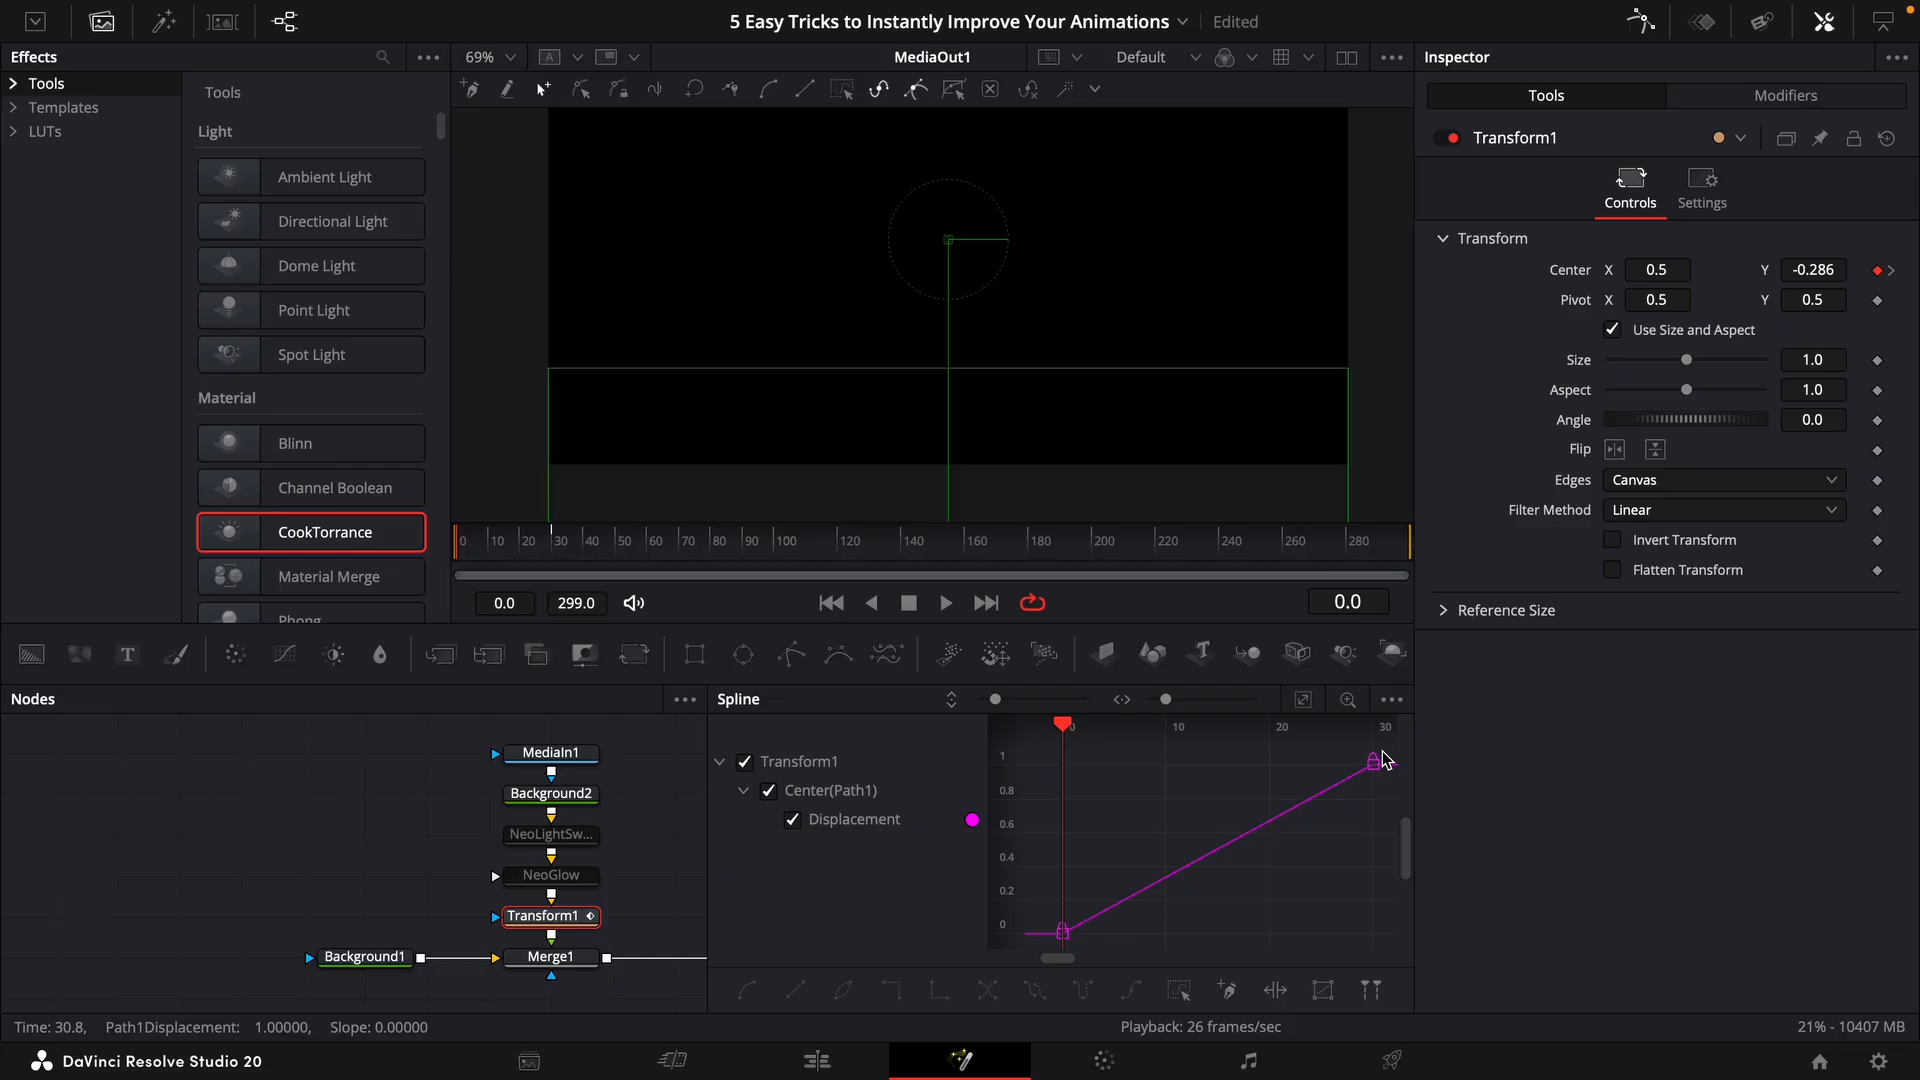 5 Easy Tricks to Instantly Improve Your Animations
Edited
Effects
69%
A
MediaOut1
Default
Inspector
Tools
Templates
LUTs
Tools
Light
Ambient Light
Directional Light
Dome Light
Point Light
Spot Light
Material
Blinn
Channel Boolean
CookTorrance
Material Merge
Phong
0 10 20 30 40 50 60 70 80 90 100 120 140 160 180 200 220 240 260 280
0.0 299.0 0.0
Tools Modifiers
Transform1
Controls Settings
Transform
Center X 0.5 Y -0.286
Pivot X 0.5 Y 0.5
Use Size and Aspect
Size 1.0
Aspect 1.0
Angle 0.0
Flip
Edges Canvas
Filter Method Linear
Invert Transform
Flatten Transform
Reference Size
T
T
Nodes
MediaIn1
Background2
NeoLightSw...
NeoGlow
Transform1
Background1
Merge1
Spline
Transform1
Center(Path1)
Displacement
0 10 20 30
1
0.8
0.6
0.4
0.2
0
Time: 30.8, Path1Displacement: 1.00000, Slope: 0.00000
Playback: 26 frames/sec
21% - 10407 MB
DaVinci Resolve Studio 20